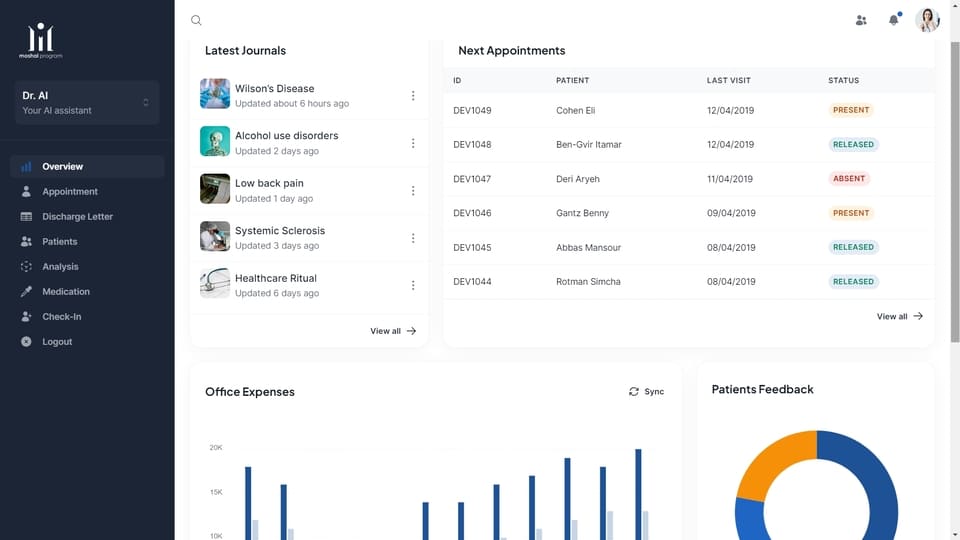 moshal program
Dr. AI
Your AI assistant
Overview
Appointment
Discharge Letter
Patients
Analysis
Medication
Check-In
Logout
Latest Journals
Wilson's Disease
Updated about 6 hours ago
Alcohol use disorders
Updated 2 days ago
Low back pain
Updated 1 day ago
Systemic Sclerosis
Updated 3 days ago
Healthcare Ritual
Updated 6 days ago
View all
Next Appointments
ID PATIENT LAST VISIT STATUS
DEV1049 Cohen Eli 12/04/2019 PRESENT
DEV1048 Ben-Gvir Itamar 12/04/2019 RELEASED
DEV1047 Deri Aryeh 11/04/2019 ABSENT
DEV1046 Gantz Benny 09/04/2019 PRESENT
DEV1045 Abbas Mansour 08/04/2019 RELEASED
DEV1044 Rotman Simcha 08/04/2019 RELEASED
View all
Office Expenses
Sync
20K
15K
10K
Patients Feedback